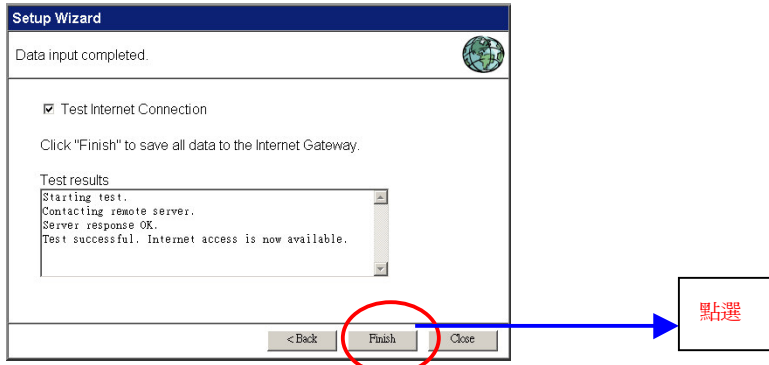 Setup Wizard
Data input completed.
Test Internet Connection
Click "Finish" to save all data to the Internet Gateway.
Test results
Starting test.
Contacting remote server.
Server response OK.
Test successful. Internet access is now available.
< Back Finish Close
點選